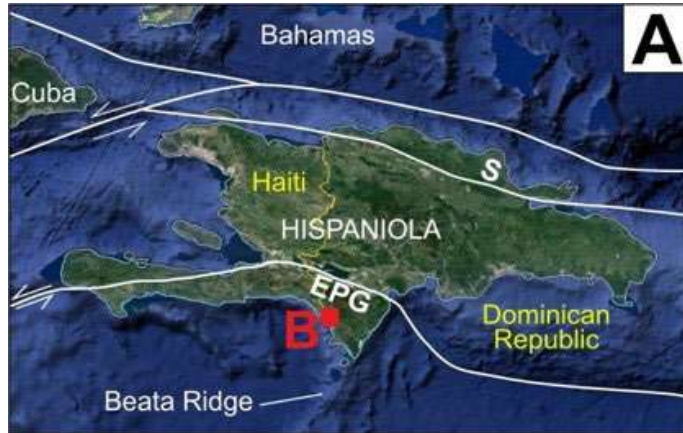 Bahamas
A
Cuba
S
Haiti
HISPANIOLA
EPG
B
Dominican
Republic
Beata Ridge